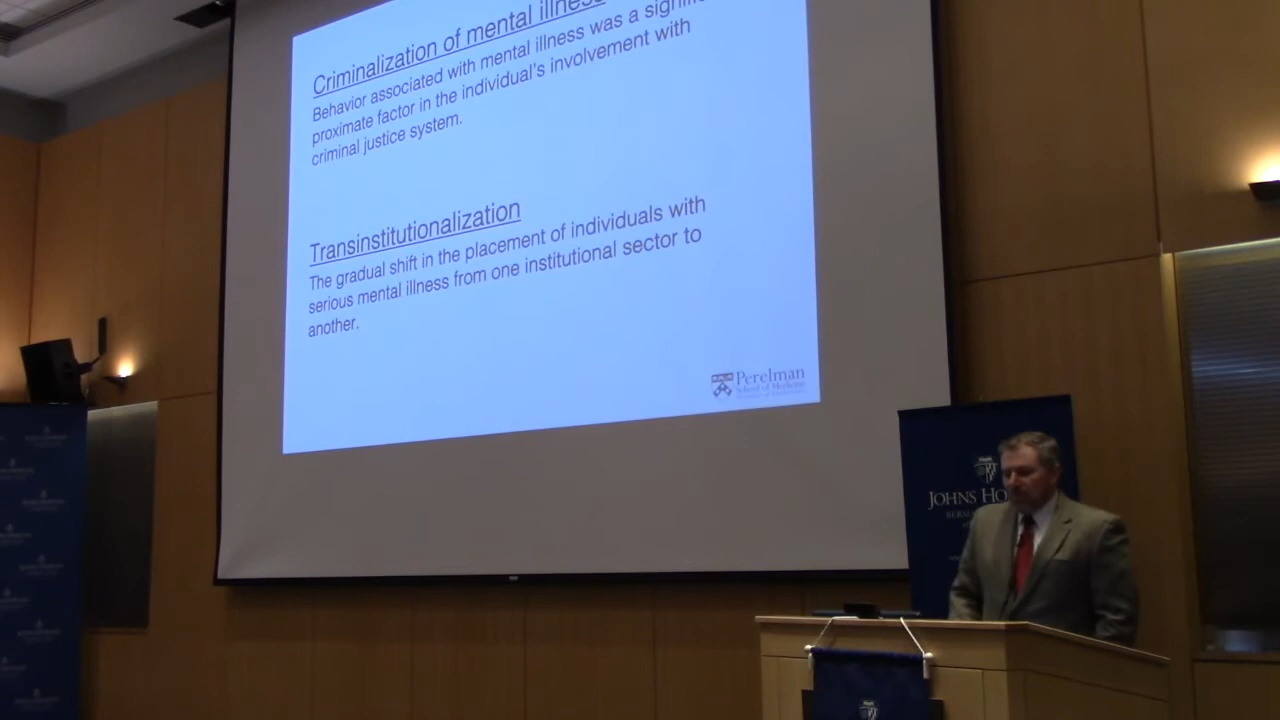 Criminalization of mental illness
Behavior associated with mental illness was a
proximate factor in the individual's involvement with
criminal justice system.
Transinstitutionalization
The gradual shift in the placement of individuals with
serious mental illness from one institutional sector to
another.
Perelman
School of Medicine
JOHNS HO